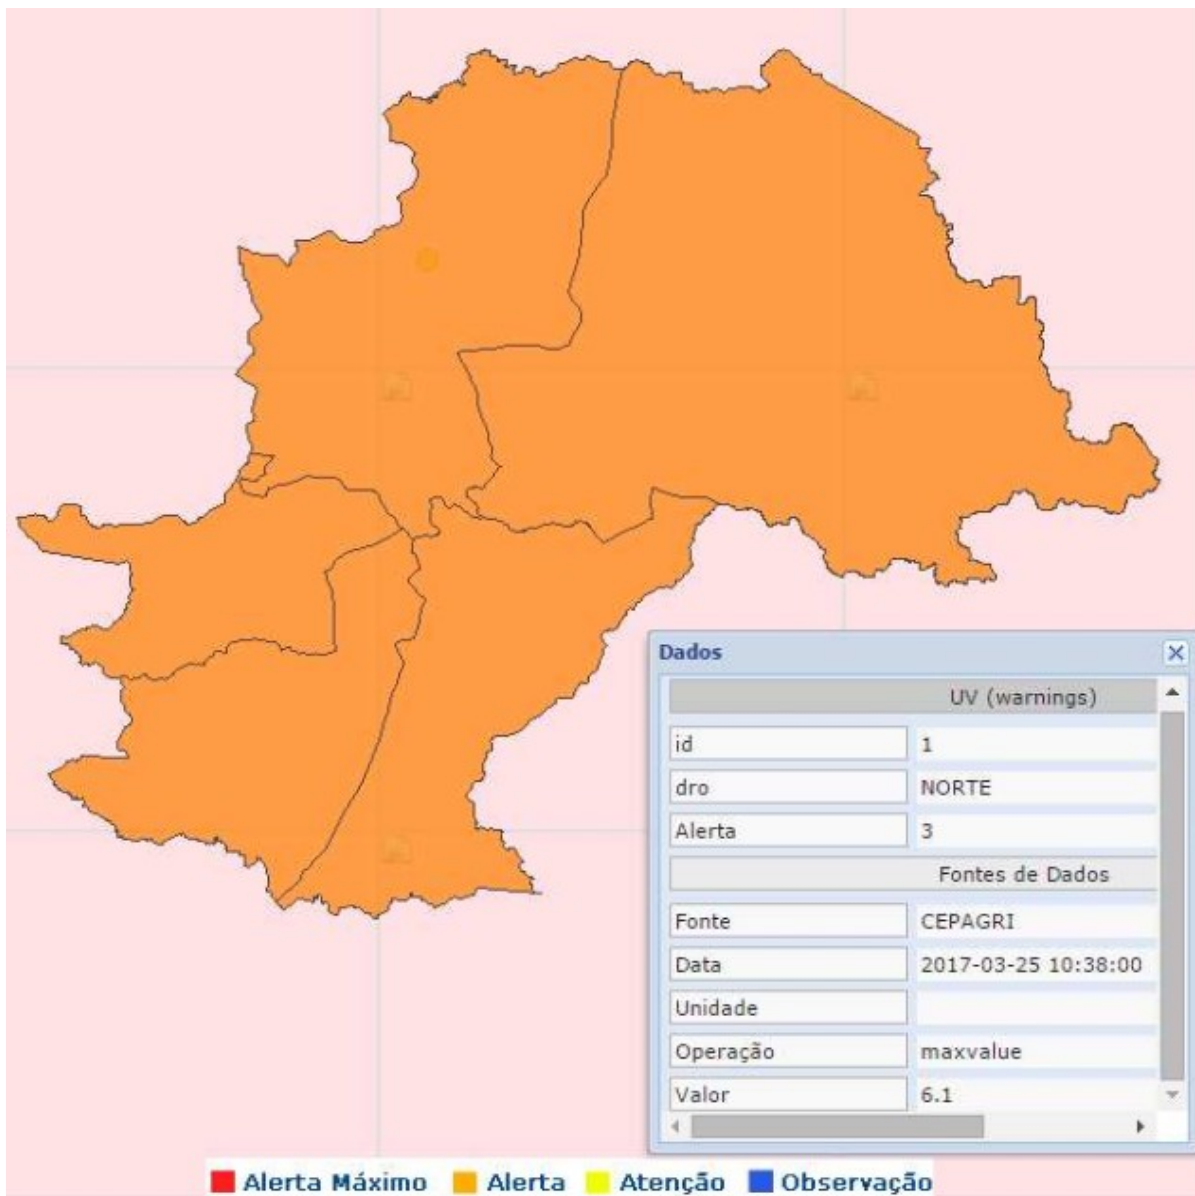 Dados
UV (warnings)
id 1
dro NORTE
Alerta 3
Fontes de Dados
Fonte CEPAGRI
Data 2017-03-25 10:38:00
Unidade
Operação maxvalue
Valor 6.1
Alerta Máximo Alerta Atenção Observação